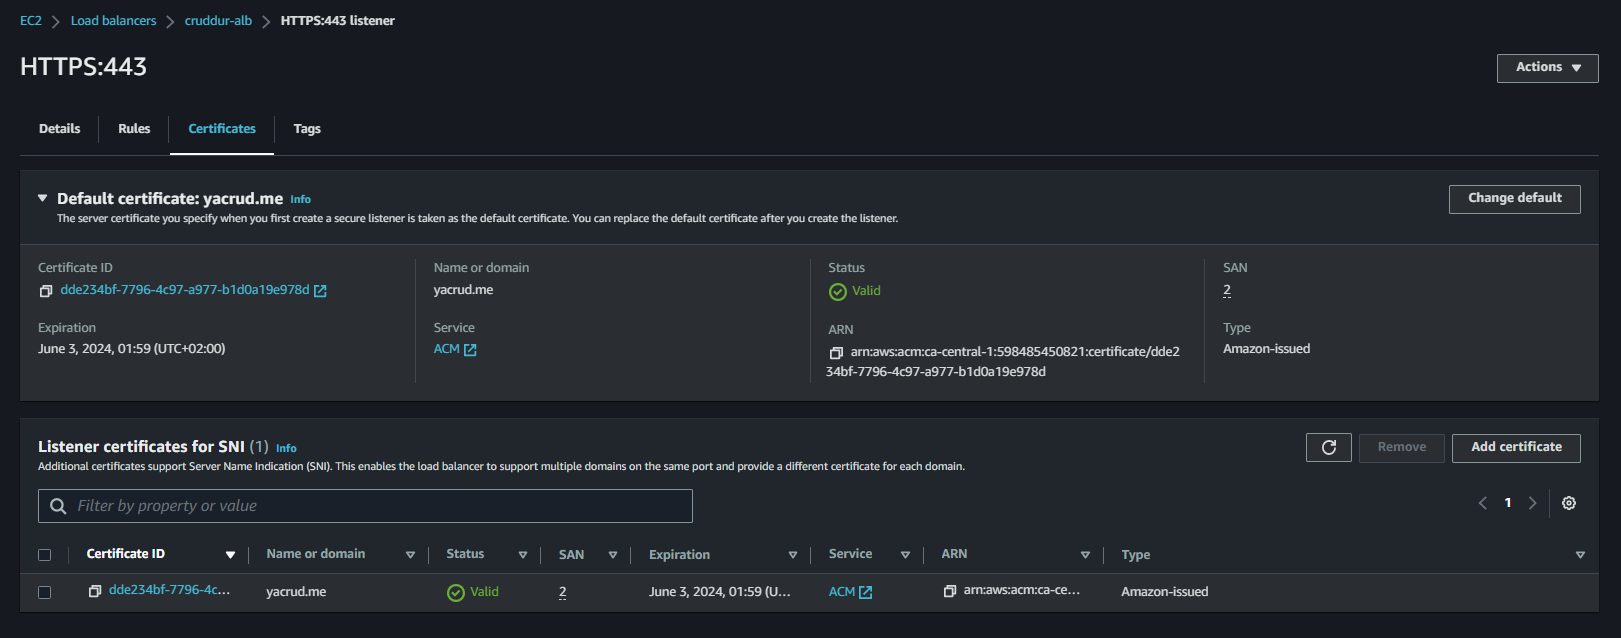 EC2 > Load balancers > cruddur-alb > HTTPS:443 listener
HTTPS:443
Actions
Details Rules Certificates Tags
Default certificate: yacrud.me Info
The server certificate you specify when you first create a secure listener is taken as the default certificate. You can replace the default certificate after you create the listener.
Change default
Certificate ID
dde234bf-7796-4c97-a977-b1d0a19e978d
Expiration
June 3, 2024, 01:59 (UTC+02:00)
Name or domain
yacrud.me
Service
ACM
Status
Valid
ARN
arn:aws:acm:ca-central-1:598485450821:certificate/dde2
34bf-7796-4c97-a977-b1d0a19e978d
SAN
2
Type
Amazon-issued
Listener certificates for SNI (1) Info
Additional certificates support Server Name Indication (SNI). This enables the load balancer to support multiple domains on the same port and provide a different certificate for each domain.
Remove Add certificate
Filter by property or value
1
Certificate ID Name or domain Status SAN Expiration Service ARN Type
dde234bf-7796-4c... yacrud.me Valid 2 June 3, 2024, 01:59 (U... ACM arn:aws:acm:ca-ce... Amazon-issued